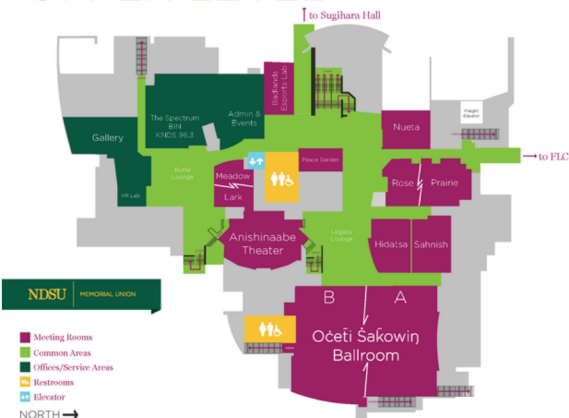 to Sugihara Hall
Badlands
Esports Lab
The Spectrum
BIN
KNDS 96.3
Admin &
Events
Gallery
Nueta
Freight
Elevator
to FLC
Butte
Lounge
Meadow
Lark
Peace Garden
Rose
Prairie
VR Lab
Anishinaabe
Theater
Legacy
Lounge
Hidatsa
Sahnish
NDSU
MEMORIAL UNION
B
A
Očeti Šakowiŋ
Ballroom
Meeting Rooms
Common Areas
Offices/Service Areas
Restrooms
Elevator
NORTH →